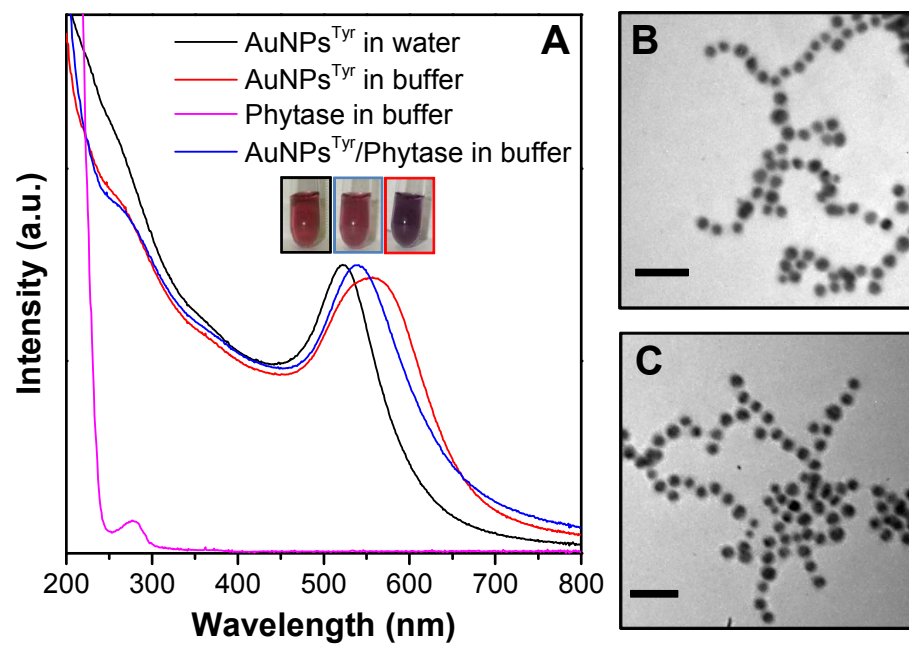 A
AuNPsᵀʸʳ in water
AuNPsᵀʸʳ in buffer
Phytase in buffer
AuNPsᵀʸʳ/Phytase in buffer
Intensity (a.u.)
200 300 400 500 600 700 800
Wavelength (nm)
B
C